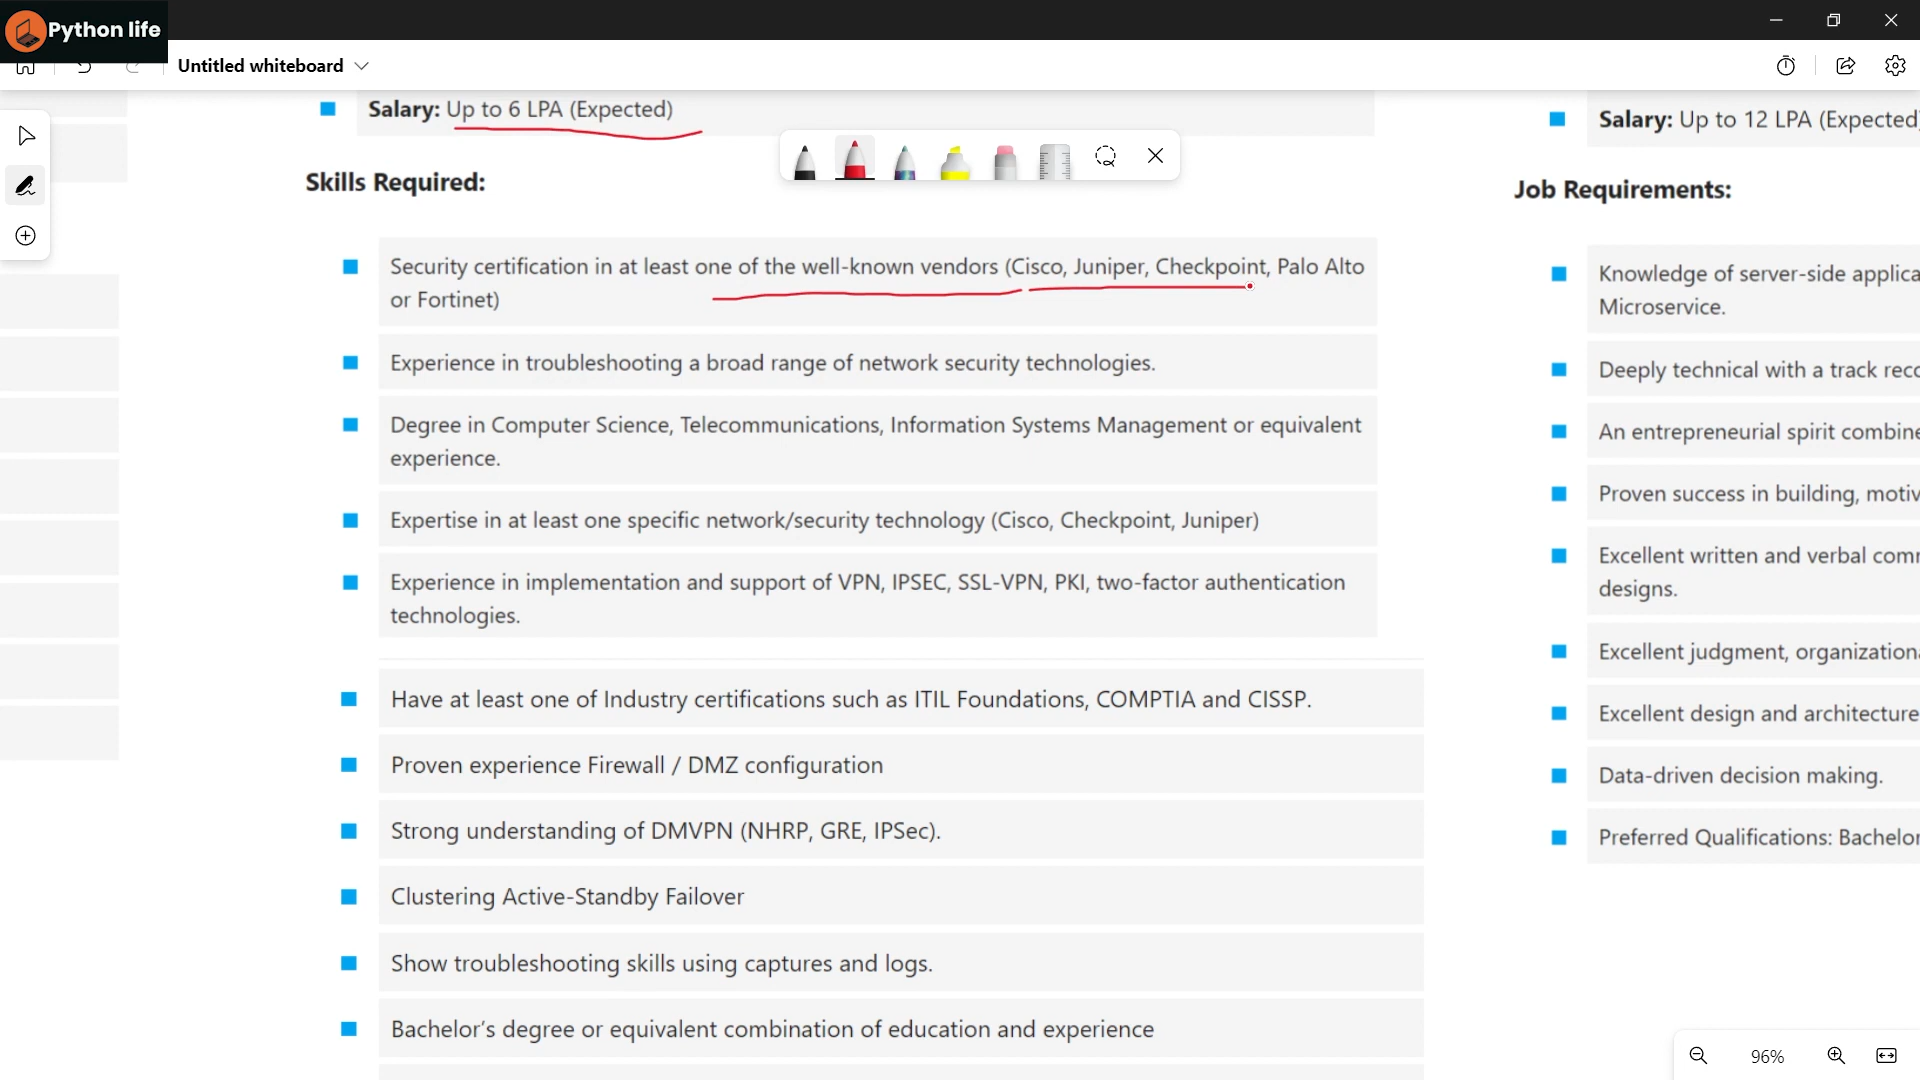 Python life
Untitled whiteboard
Salary: Up to 6 LPA (Expected)
Skills Required:
Security certification in at least one of the well-known vendors (Cisco, Juniper, Checkpoint, Palo Alto
or Fortinet)
Experience in troubleshooting a broad range of network security technologies.
Degree in Computer Science, Telecommunications, Information Systems Management or equivalent
experience.
Expertise in at least one specific network/security technology (Cisco, Checkpoint, Juniper)
Experience in implementation and support of VPN, IPSEC, SSL-VPN, PKI, two-factor authentication
technologies.
Have at least one of Industry certifications such as ITIL Foundations, COMPTIA and CISSP.
Proven experience Firewall / DMZ configuration
Strong understanding of DMVPN (NHRP, GRE, IPSec).
Clustering Active-Standby Failover
Show troubleshooting skills using captures and logs.
Bachelor's degree or equivalent combination of education and experience
Salary: Up to 12 LPA (Expected
Job Requirements:
Knowledge of server-side
Microservice.
Deeply technical with a track
An entrepreneurial spirit
Proven success in building,
Excellent written and verbal
designs.
Excellent judgment,
Excellent design and architecture
Data-driven decision making.
Preferred Qualifications:
96%